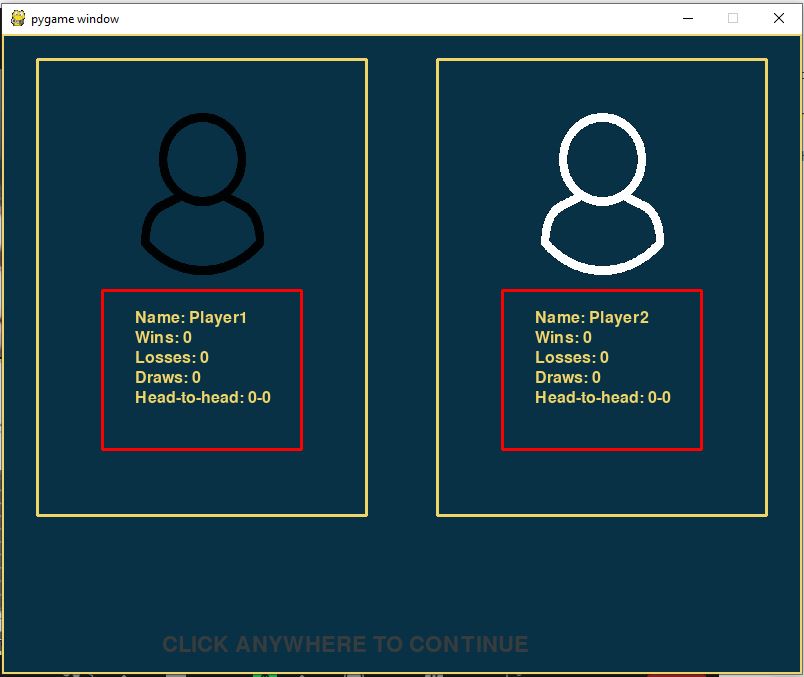 pygame window
Name: Player1
Wins: 0
Losses: 0
Draws: 0
Head-to-head: 0-0
Name: Player2
Wins: 0
Losses: 0
Draws: 0
Head-to-head: 0-0
CLICK ANYWHERE TO CONTINUE